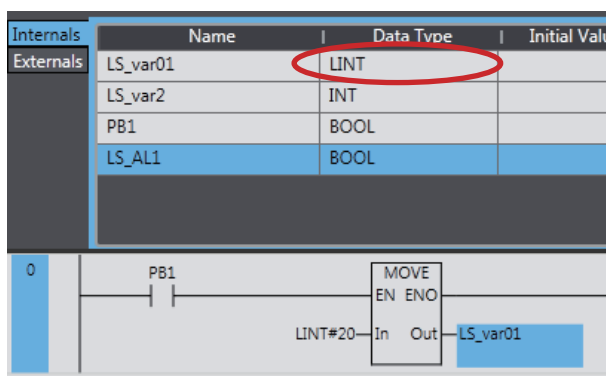 Internals Name Data Type Initial Valu
Externals LS_var01 LINT
LS_var2 INT
PB1 BOOL
LS_AL1 BOOL
0 PB1 MOVE
EN ENO
LINT#20 In Out LS_var01